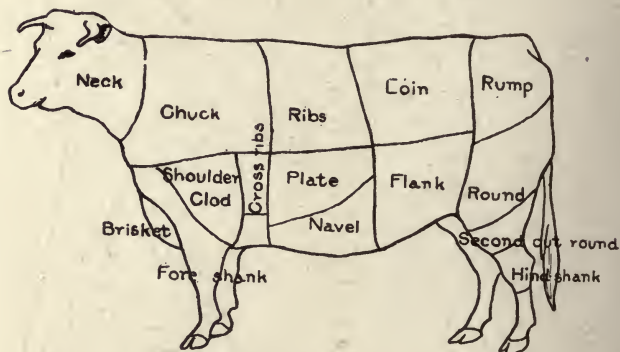 Neck
Chuck
Ribs
Loin
Rump
Cross ribs
Shoulder
Clod
Plate
Flank
Round
Navel
Brisket
Second cut round
Fore shank
Hind shank